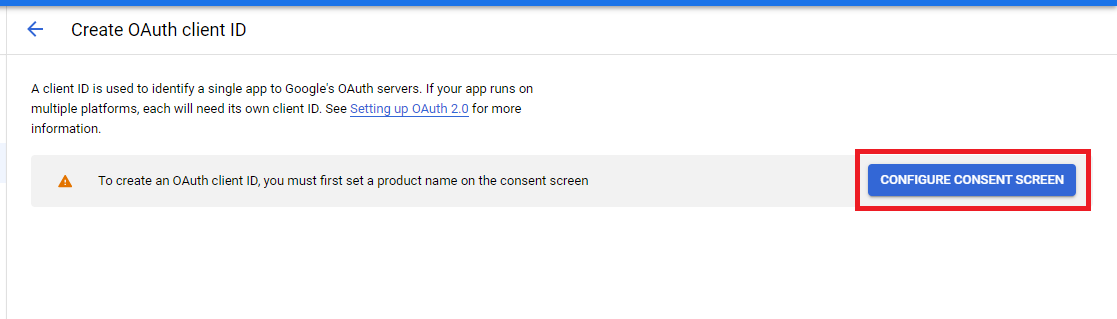 Create OAuth client ID
A client ID is used to identify a single app to Google's OAuth servers. If your app runs on
multiple platforms, each will need its own client ID. See Setting up OAuth 2.0 for more
information.
To create an OAuth client ID, you must first set a product name on the consent screen
CONFIGURE CONSENT SCREEN